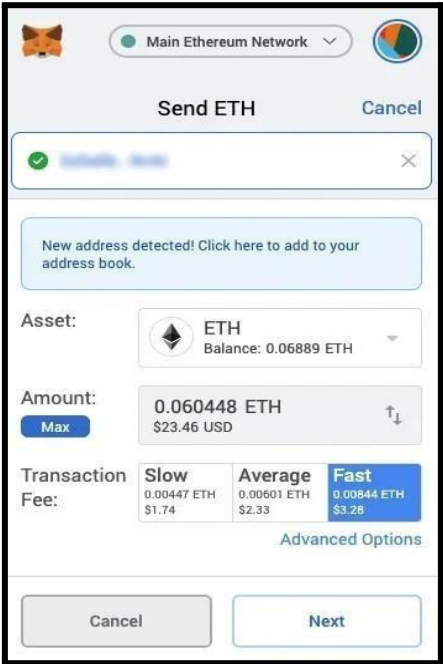 Main Ethereum Network
Send ETH
Cancel
New address detected! Click here to add to your
address book.
Asset:
ETH
Balance: 0.06889 ETH
Amount:
Max
0.060448 ETH
$23.46 USD
Transaction
Fee:
Slow
0.00447 ETH
$1.74
Average
0.00601 ETH
$2.33
Fast
0.00844 ETH
$3.28
Advanced Options
Cancel
Next